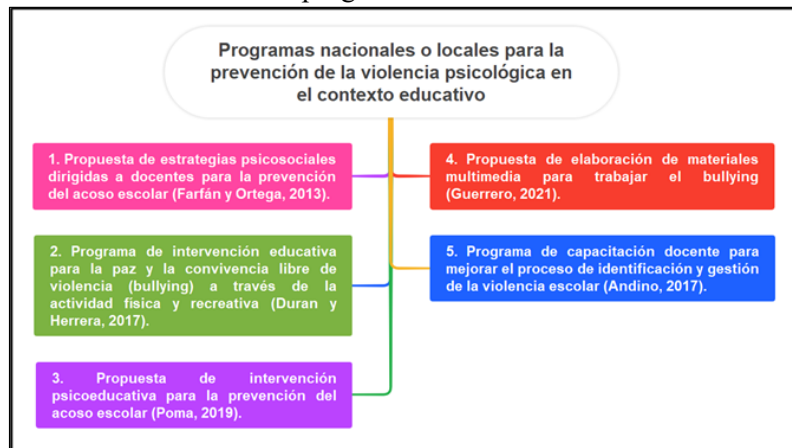 Programas nacionales o locales para la
prevención de la violencia psicológica en
el contexto educativo
1. Propuesta de estrategias psicosociales
dirigidas a docentes para la prevención
del acoso escolar (Farfán y Ortega, 2013).
2. Programa de intervención educativa
para la paz y la convivencia libre de
violencia (bullying) a través de la
actividad física y recreativa (Duran y
Herrera, 2017).
3. Propuesta de intervención
psicoeducativa para la prevención del
acoso escolar (Poma, 2019).
4. Propuesta de elaboración de materiales
multimedia para trabajar el bullying
(Guerrero, 2021).
5. Programa de capacitación docente para
mejorar el proceso de identificación y gestión
de la violencia escolar (Andino, 2017).